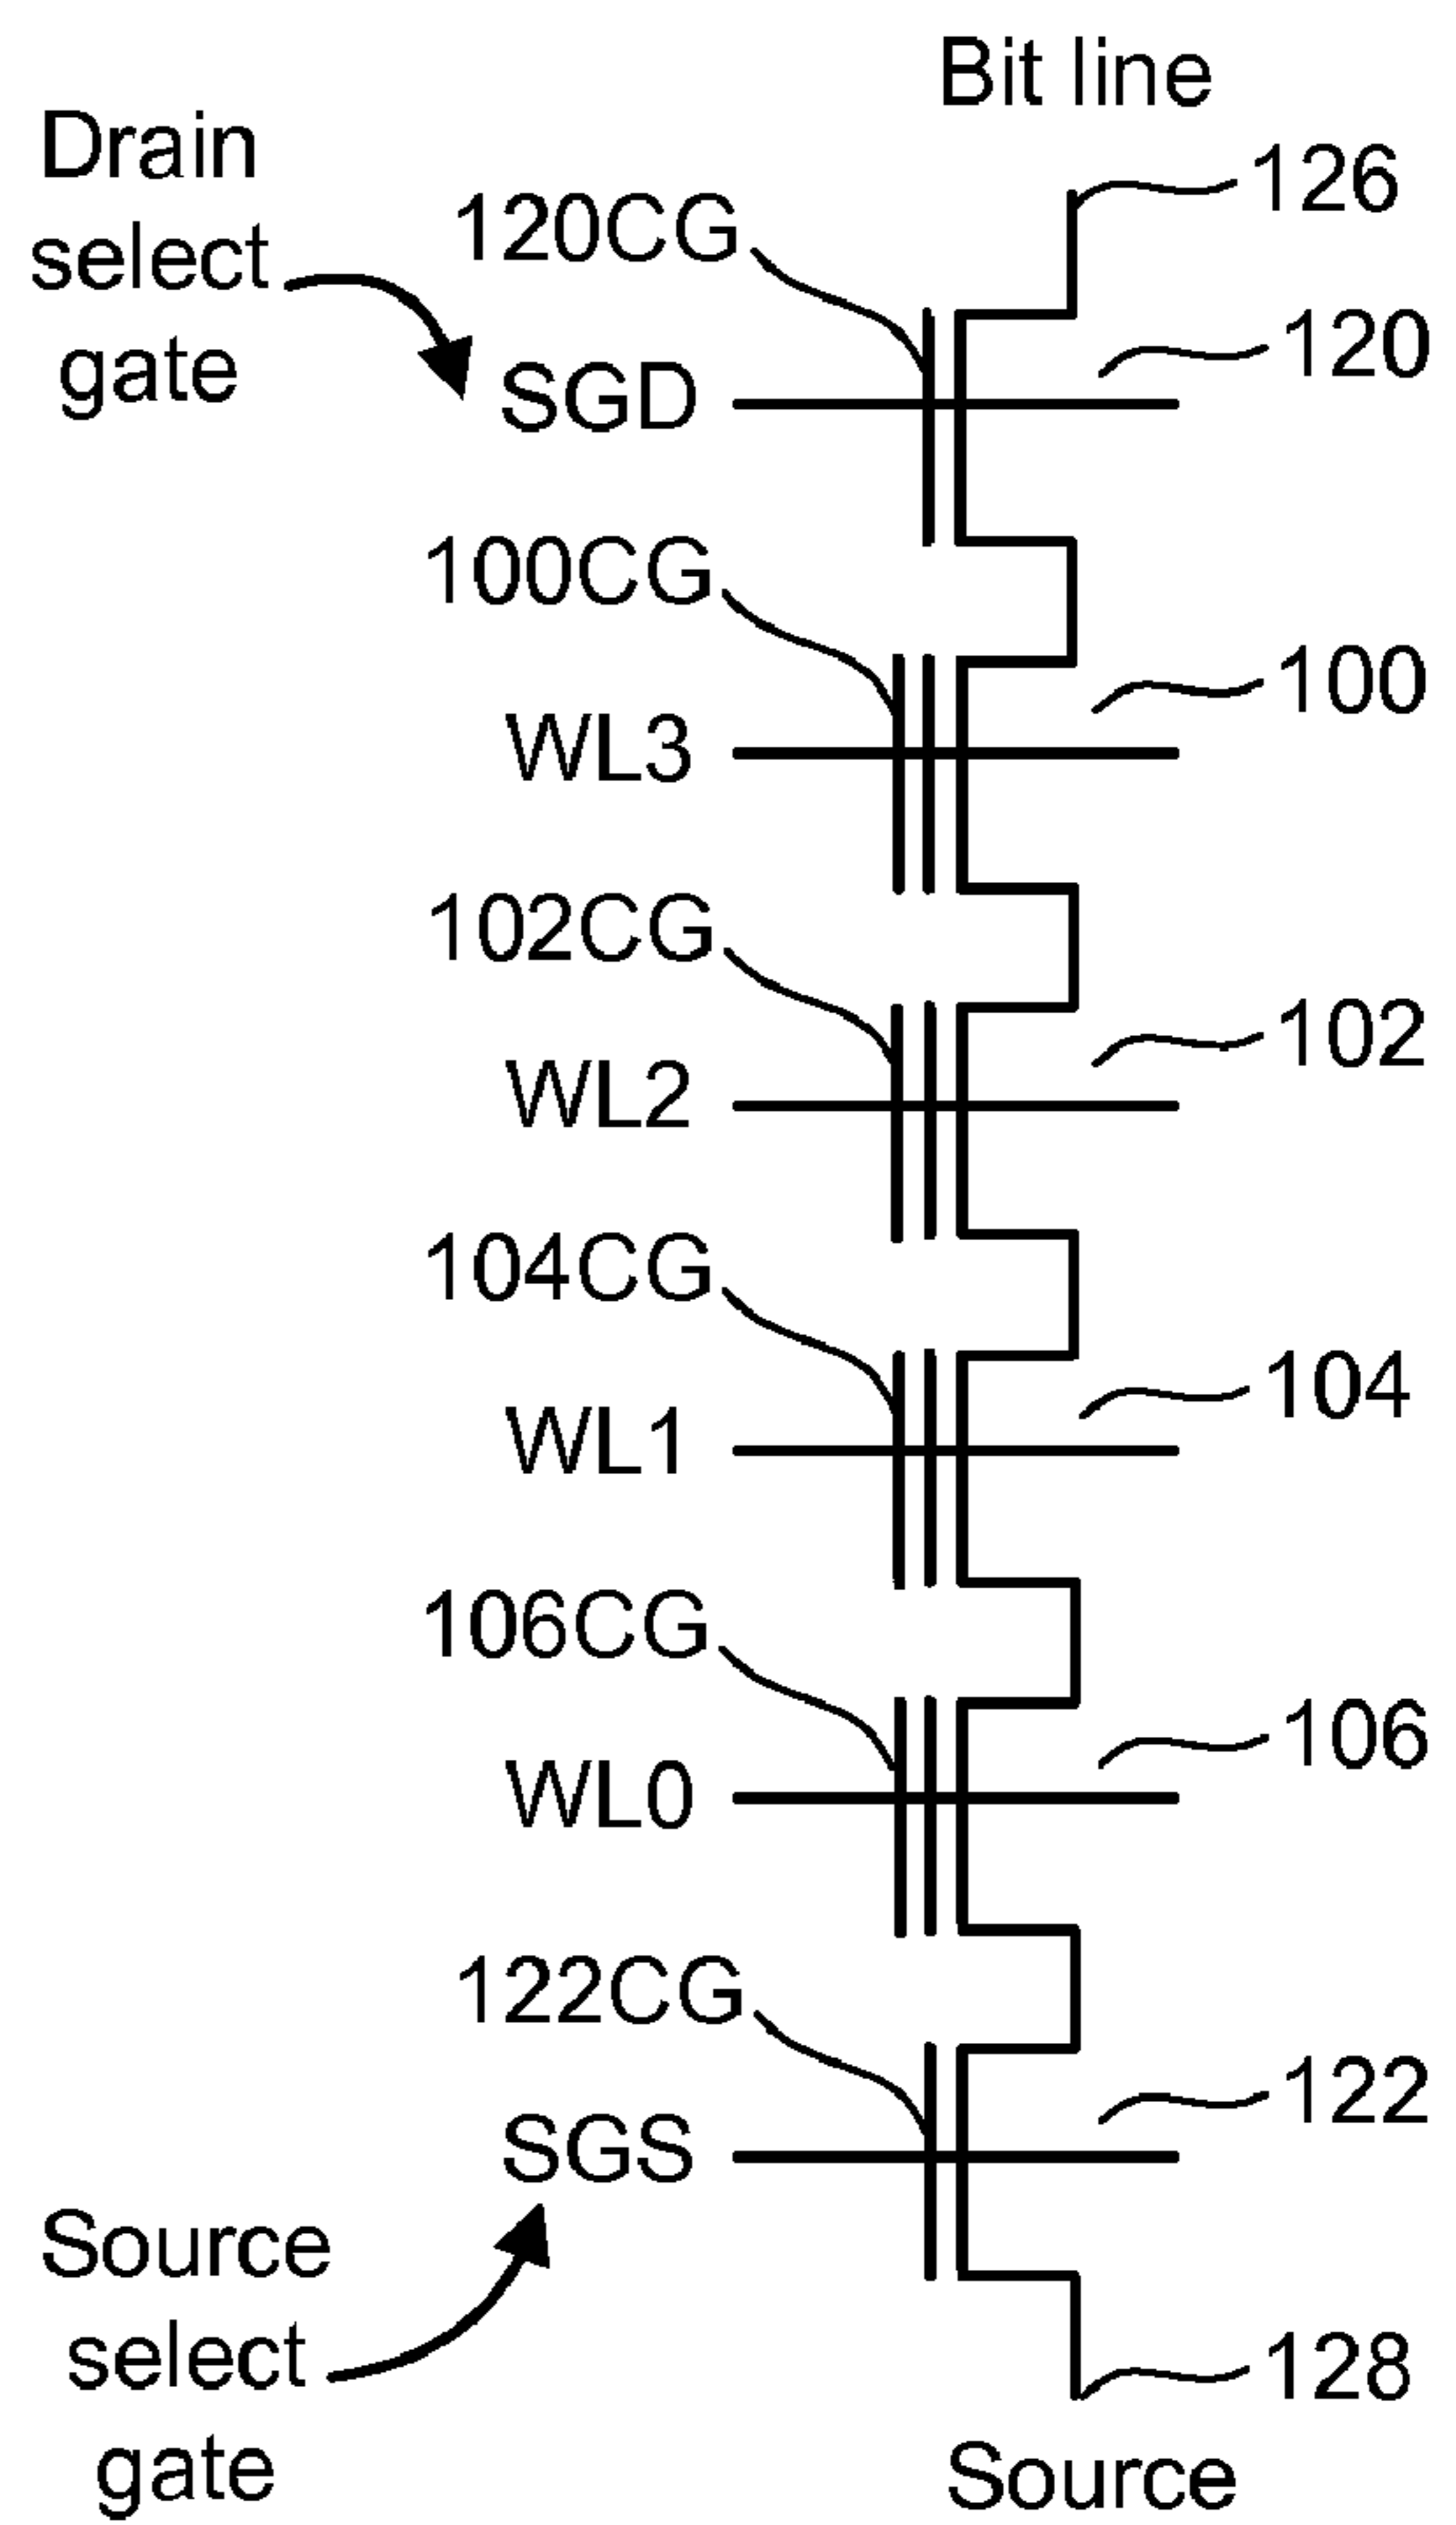 Bit line
Drain
select
gate
126
120CG
120
SGD
100CG
100
WL3
102CG
102
WL2
104CG
104
WL1
106CG
106
WL0
122CG
122
SGS
Source
select
gate
128
Source